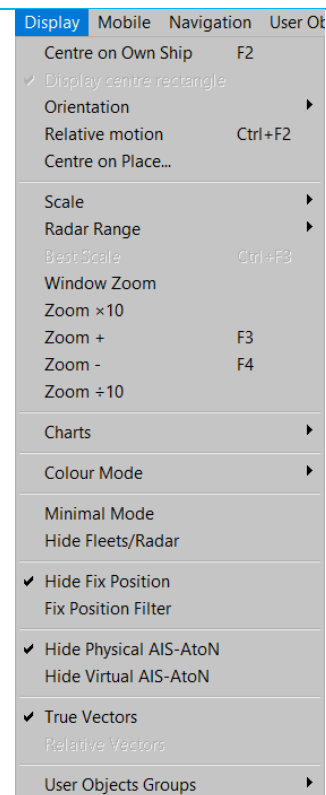 Display Mobile Navigation User Ob
Centre on Own Ship F2
Display centre rectangle
Orientation
Relative motion Ctrl+F2
Centre on Place...
Scale
Radar Range
Best Scale Ctrl+F3
Window Zoom
Zoom ×10
Zoom + F3
Zoom - F4
Zoom ÷10
Charts
Colour Mode
Minimal Mode
Hide Fleets/Radar
Hide Fix Position
Fix Position Filter
Hide Physical AIS-AtoN
Hide Virtual AIS-AtoN
True Vectors
Relative Vectors
User Objects Groups